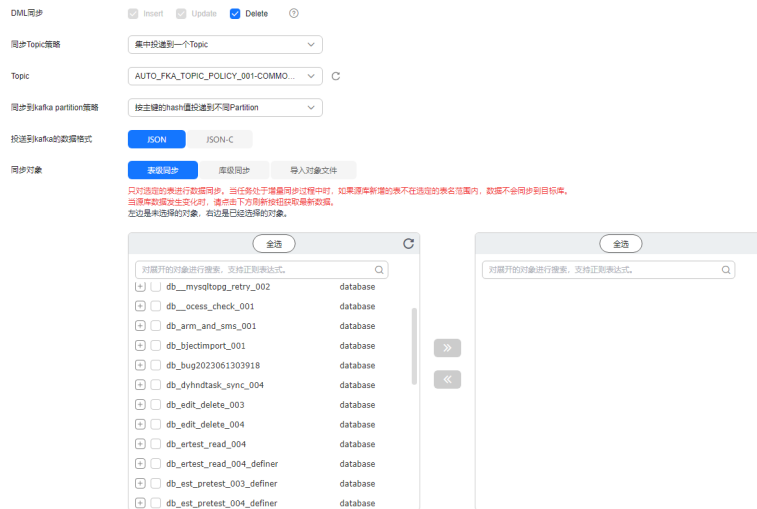 DML同步 Insert Update Delete
同步Topic策略 集中投递到一个Topic
Topic AUTO_FKA_TOPIC_POLICY_001-COMMO...
同步到kafka partition策略 按主键的hash值投递到不同Partition
投送到kafka的数据格式 JSON JSON-C
同步对象 表级同步 库级同步 导入对象文件
只对选定的表进行数据同步。当任务处于增量同步过程中时，如果源库新增的表不在选定的表名范围内，数据不会同步到目标库。
当源库数据发生变化时，请点击下方刷新按钮获取最新数据。
左边是未选择的对象，右边是已经选择的对象。
全选 全选
对展开的对象进行搜索，支持正则表达式。 对展开的对象进行搜索，支持正则表达式。
db__mysqltopg_retry_002 database
db__ocess_check_001 database
db_arm_and_sms_001 database
db_bjectimport_001 database
db_bug2023061303918 database
db_dyhndtask_sync_004 database
db_edit_delete_003 database
db_edit_delete_004 database
db_ertest_read_004 database
db_ertest_read_004_definer database
db_est_pretest_003_definer database
db_est_pretest_004_definer database